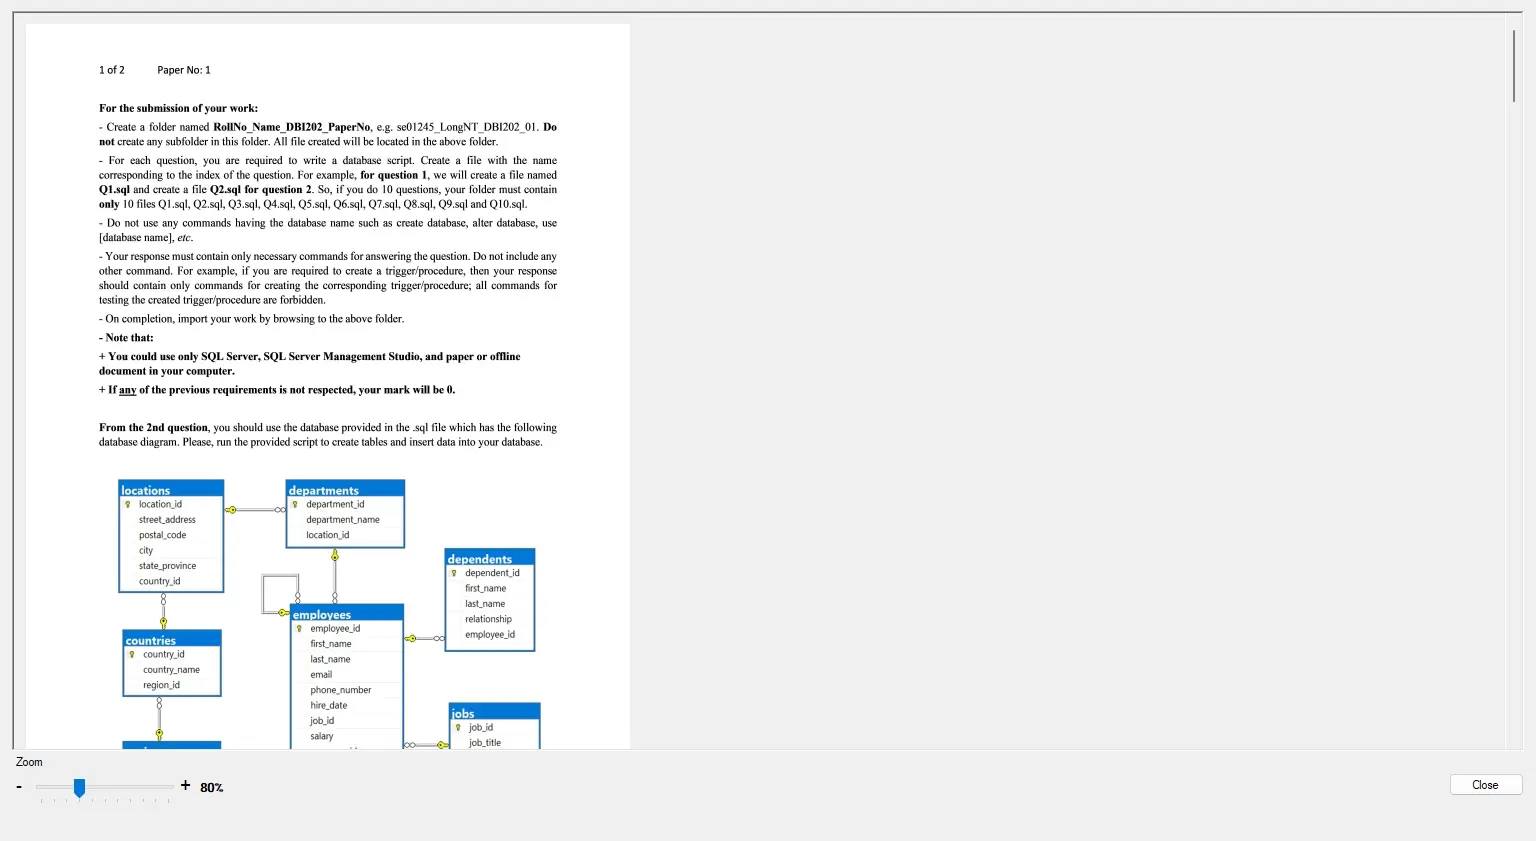 1 of 2 Paper No: 1
For the submission of your work:
- Create a folder named RollNo_Name_DBI202_PaperNo, e.g. se01245_LongNT_DBI202_01. Do
not create any subfolder in this folder. All file created will be located in the above folder.
- For each question, you are required to write a database script. Create a file with the name
corresponding to the index of the question. For example, for question 1, we will create a file named
Q1.sql and create a file Q2.sql for question 2. So, if you do 10 questions, your folder must contain
only 10 files Q1.sql, Q2.sql, Q3.sql, Q4.sql, Q5.sql, Q6.sql, Q7.sql, Q8.sql, Q9.sql and Q10.sql.
- Do not use any commands having the database name such as create database, alter database, use
[database name], etc.
- Your response must contain only necessary commands for answering the question. Do not include any
other command. For example, if you are required to create a trigger/procedure, then your response
should contain only commands for creating the corresponding trigger/procedure; all commands for
testing the created trigger/procedure are forbidden.
- On completion, import your work by browsing to the above folder.
- Note that:
+ You could use only SQL Server, SQL Server Management Studio, and paper or offline
document in your computer.
+ If any of the previous requirements is not respected, your mark will be 0.
From the 2nd question, you should use the database provided in the .sql file which has the following
database diagram. Please, run the provided script to create tables and insert data into your database.
locations
location_id
street_address
postal_code
city
state_province
country_id
departments
department_id
department_name
location_id
dependents
dependent_id
first_name
last_name
relationship
employee_id
employees
employee_id
first_name
last_name
email
phone_number
hire_date
job_id
salary
countries
country_id
country_name
region_id
jobs
job_id
job_title
Zoom
- + 80%
Close